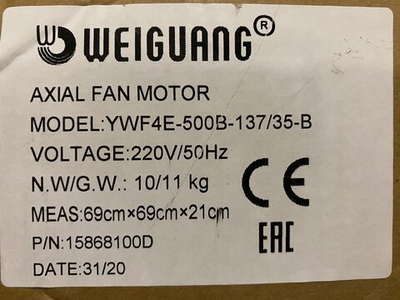 WEIGUANG®
AXIAL FAN MOTOR
MODEL:YWF4E-500B-137/35-B
VOLTAGE:220V/50Hz
N.W/G.W.: 10/11 kg
MEAS:69cm×69cm×21cm
P/N:15868100D
DATE:31/20
CE
EAC